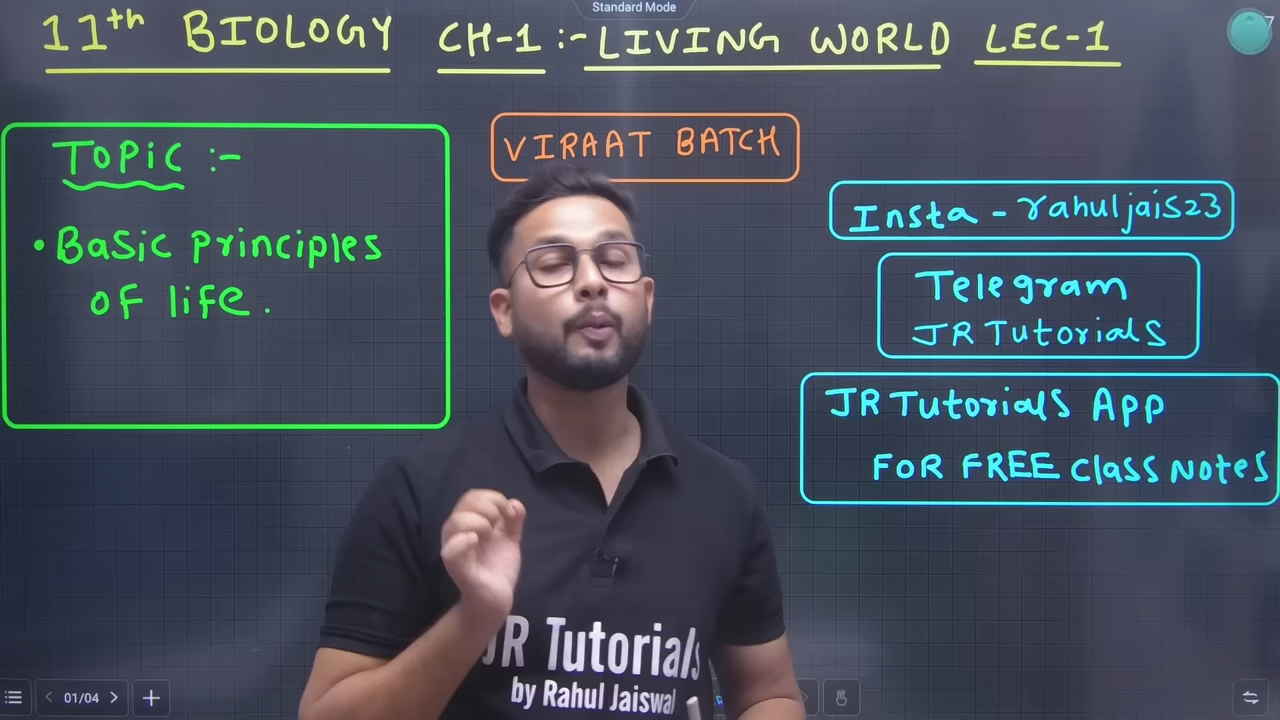 Standard Mode
11th BIOLOGY CH-1 :- LIVING WORLD LEC-1
TOPiC :-
• Basic principles
OF life.
VIRAAT BATCH
Insta - rahuljais23
Telegram
JR Tutorials
JR Tutorials App
FOR FREE Class Notes
JR Tutorials
by Rahul Jaiswal
01/04